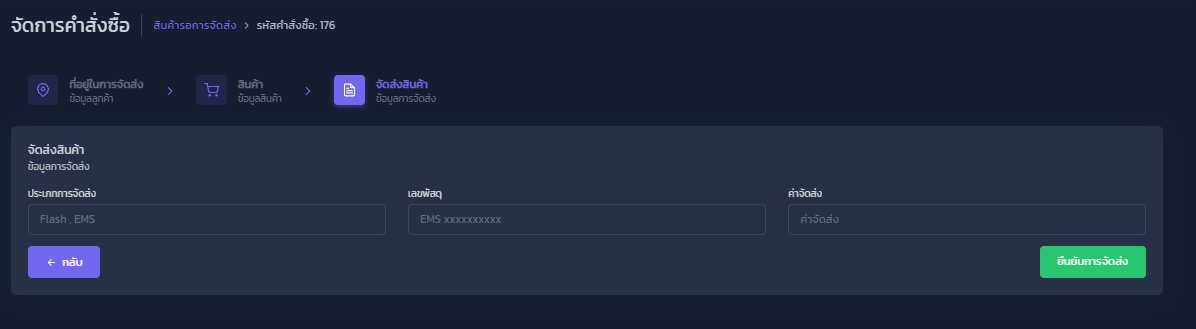 จัดการคำสั่งซื้อ สินค้ารอการจัดส่ง > รหัสคำสั่งซื้อ: 176
ที่อยู่ในการจัดส่ง > สินค้า > จัดส่งสินค้า
ข้อมูลลูกค้า ข้อมูลสินค้า ข้อมูลการจัดส่ง
จัดส่งสินค้า
ข้อมูลการจัดส่ง
ประเภทการจัดส่ง เลขพัสดุ ค่าจัดส่ง
Flash , EMS EMS xxxxxxxxxx ค่าจัดส่ง
← กลับ ยืนยันการจัดส่ง